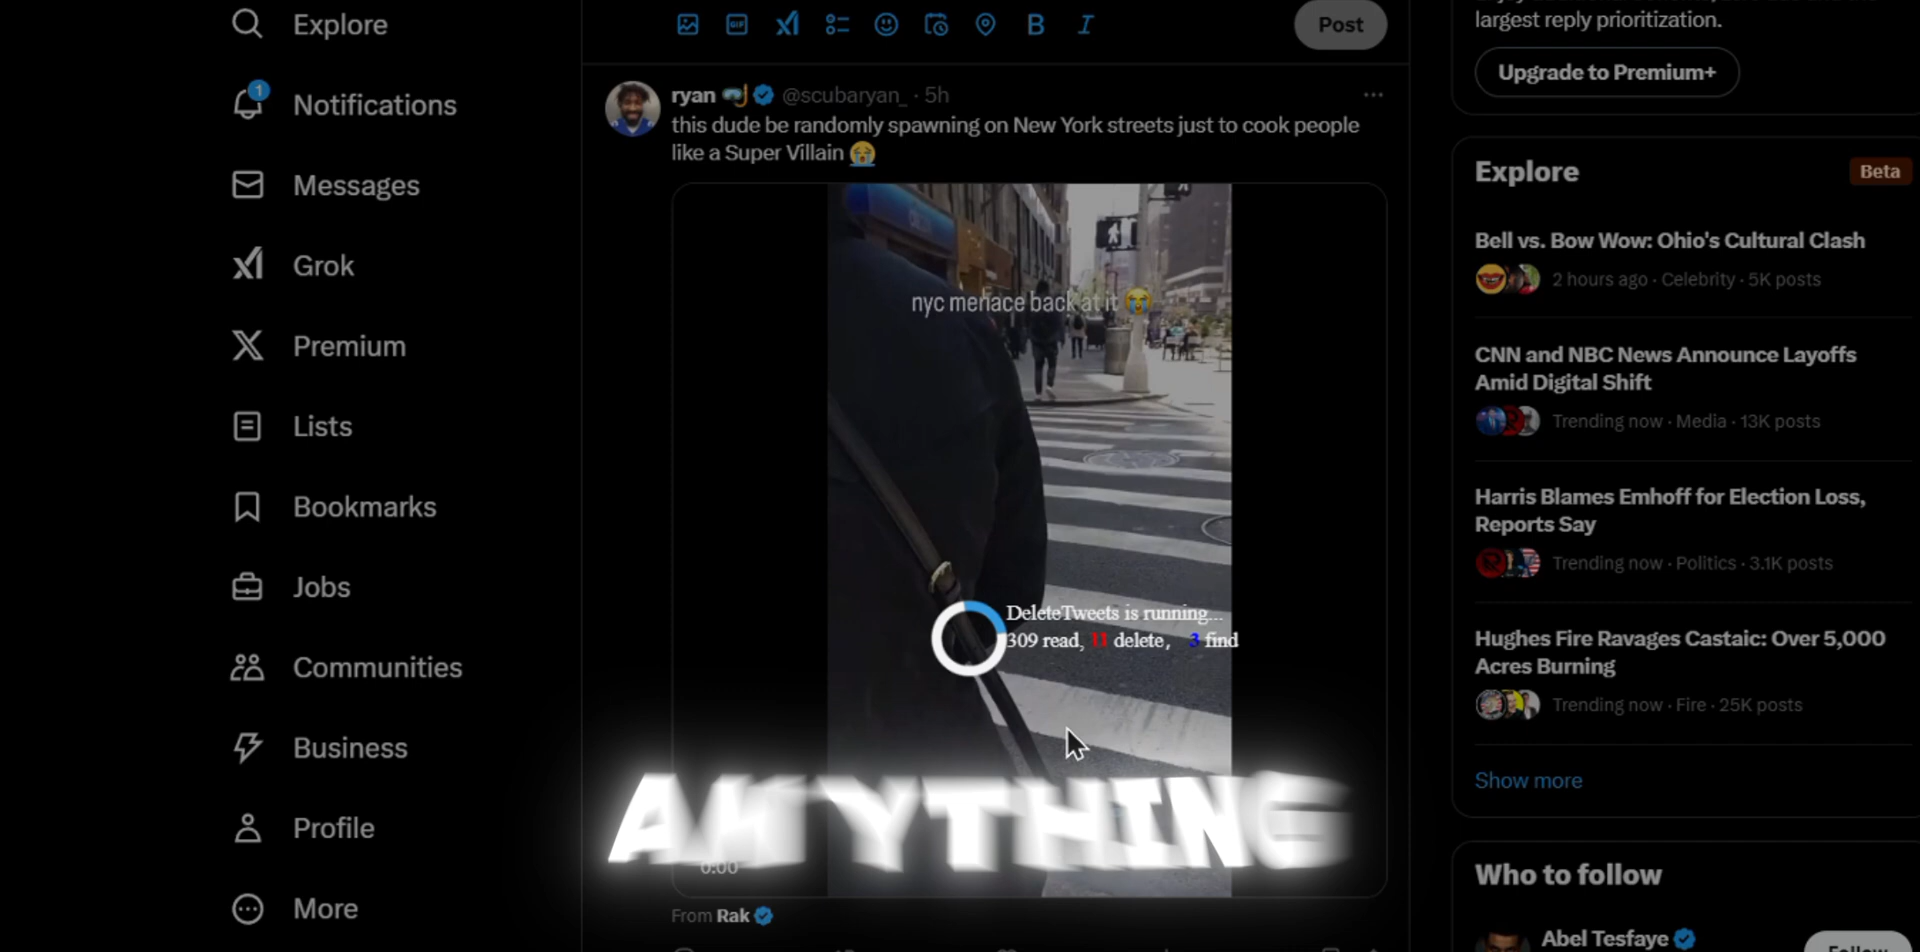 Explore
1
Notifications
Messages
Grok
Premium
Lists
Bookmarks
Jobs
Communities
Business
Profile
More
GIF
B
I
Post
ryan @scubaryan_ · 5h
this dude be randomly spawning on New York streets just to cook people
like a Super Villain
nyc menace back at it
DeleteTweets is running...
309 read, 11 delete, 3 find
ANYTHING
0:00
From Rak
largest reply prioritization.
Upgrade to Premium+
Explore
Beta
Bell vs. Bow Wow: Ohio's Cultural Clash
2 hours ago · Celebrity · 5K posts
CNN and NBC News Announce Layoffs
Amid Digital Shift
Trending now · Media · 13K posts
Harris Blames Emhoff for Election Loss,
Reports Say
Trending now · Politics · 3.1K posts
Hughes Fire Ravages Castaic: Over 5,000
Acres Burning
Trending now · Fire · 25K posts
Show more
Who to follow
Abel Tesfaye
Follow